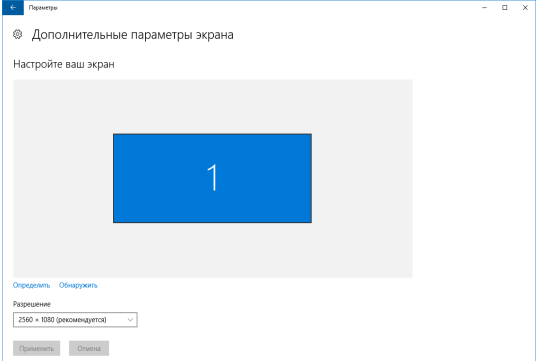 Параметры
Дополнительные параметры экрана
Настройте ваш экран
1
Определить Обнаружить
Разрешение
2560 × 1080 (рекомендуется)
Применить Отмена